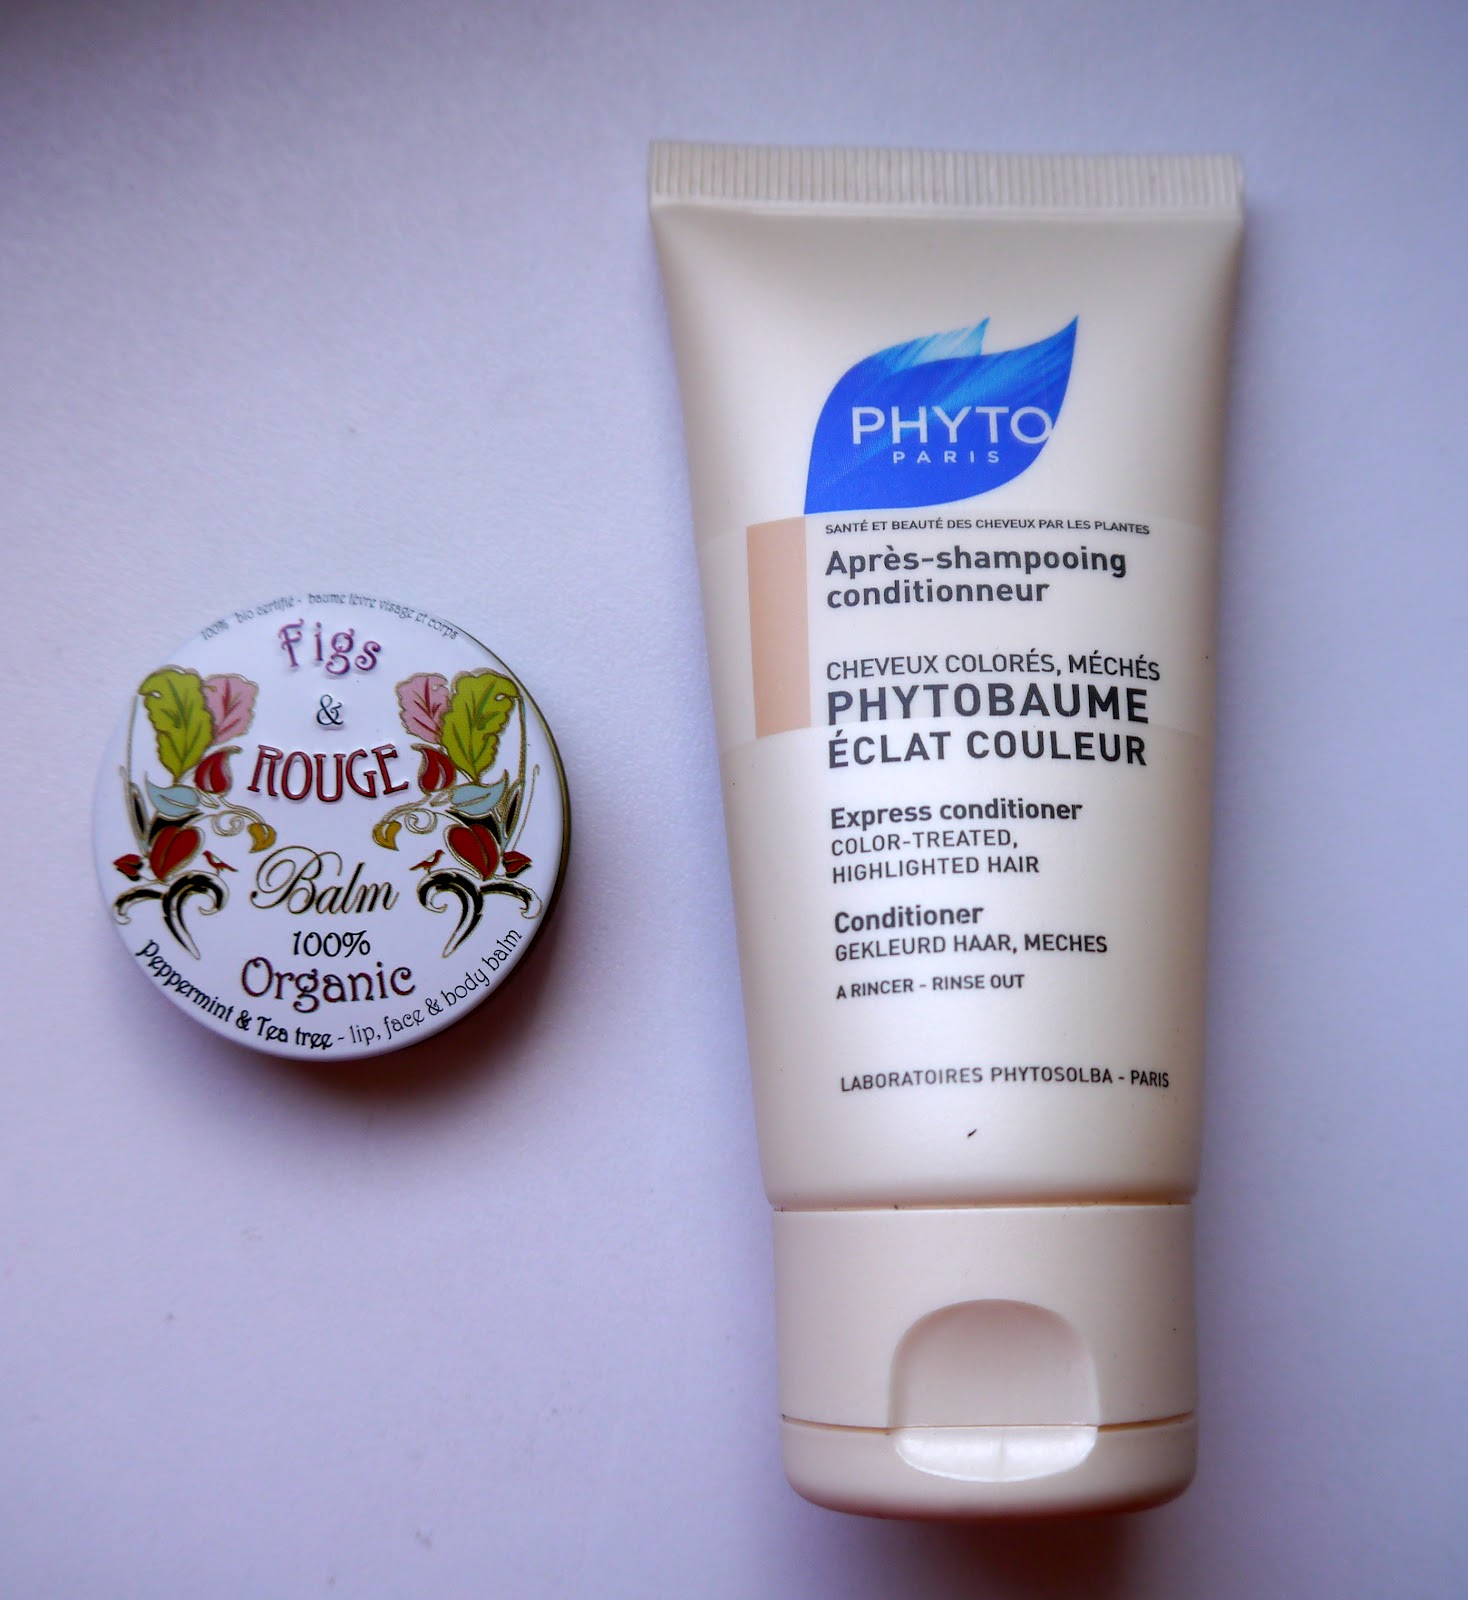 100% bio certifié - baume lèvre visage et corps
Figs
&
ROUGE
Balm
100%
Organic
Peppermint & Tea tree - lip, face & body balm
PHYTO
PARIS
SANTÉ ET BEAUTÉ DES CHEVEUX PAR LES PLANTES
Après-shampooing
conditionneur
CHEVEUX COLORÉS, MÉCHÉS
PHYTOBAUME
ÉCLAT COULEUR
Express conditioner
COLOR-TREATED,
HIGHLIGHTED HAIR
Conditioner
GEKLEURD HAAR, MECHES
A RINCER - RINSE OUT
LABORATOIRES PHYTOSOLBA - PARIS